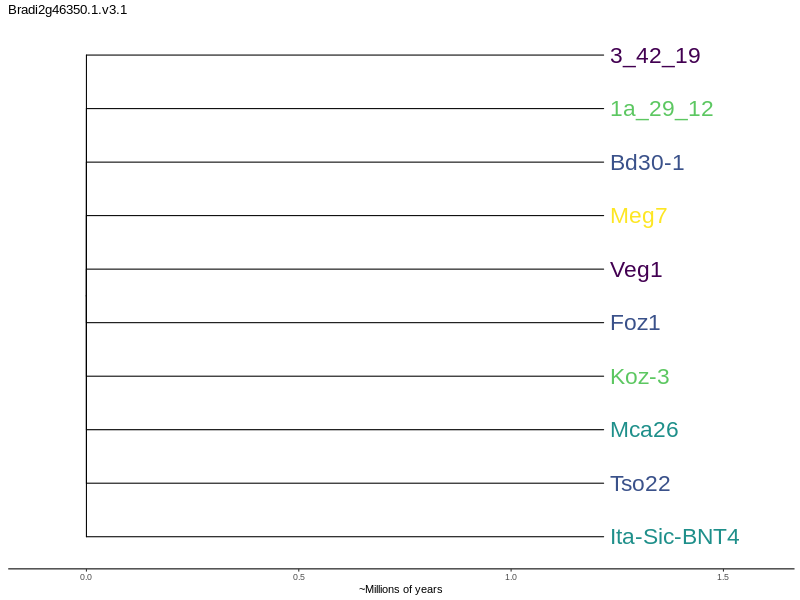 Bradi2g46350.1.v3.1
3_42_19
1a_29_12
Bd30-1
Meg7
Veg1
Foz1
Koz-3
Mca26
Tso22
Ita-Sic-BNT4
0.0 0.5 1.0 1.5
~Millions of years